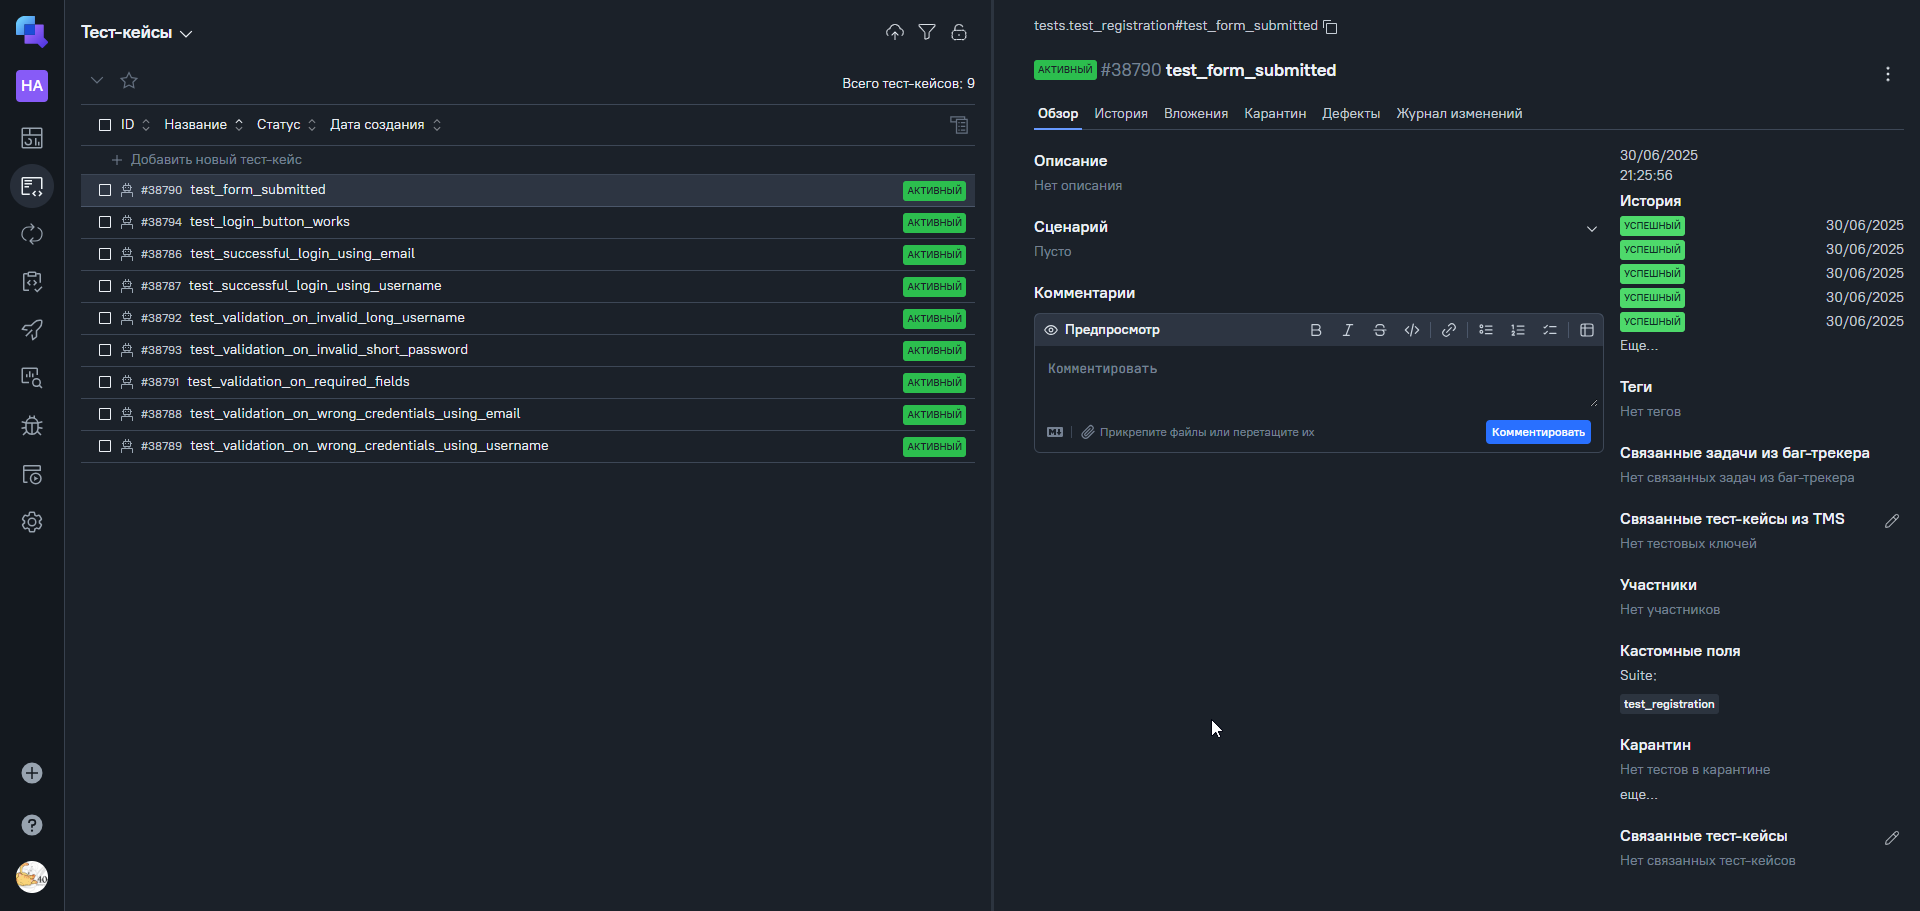 НА
Тест-кейсы
Всего тест-кейсов: 9
ID Название Статус Дата создания
Добавить новый тест-кейс
#38790 test_form_submitted АКТИВНЫЙ
#38794 test_login_button_works АКТИВНЫЙ
#38786 test_successful_login_using_email АКТИВНЫЙ
#38787 test_successful_login_using_username АКТИВНЫЙ
#38792 test_validation_on_invalid_long_username АКТИВНЫЙ
#38793 test_validation_on_invalid_short_password АКТИВНЫЙ
#38791 test_validation_on_required_fields АКТИВНЫЙ
#38788 test_validation_on_wrong_credentials_using_email АКТИВНЫЙ
#38789 test_validation_on_wrong_credentials_using_username АКТИВНЫЙ
tests.test_registration#test_form_submitted
АКТИВНЫЙ #38790 test_form_submitted
Обзор История Вложения Карантин Дефекты Журнал изменений
Описание
Нет описания
Сценарий
Пусто
Комментарии
Предпросмотр
Комментировать
Прикрепите файлы или перетащите их
Комментировать
30/06/2025
21:25:56
История
УСПЕШНЫЙ 30/06/2025
УСПЕШНЫЙ 30/06/2025
УСПЕШНЫЙ 30/06/2025
УСПЕШНЫЙ 30/06/2025
УСПЕШНЫЙ 30/06/2025
Еще...
Теги
Нет тегов
Связанные задачи из баг-трекера
Нет связанных задач из баг-трекера
Связанные тест-кейсы из TMS
Нет тестовых ключей
Участники
Нет участников
Кастомные поля
Suite:
test_registration
Карантин
Нет тестов в карантине
еще...
Связанные тест-кейсы
Нет связанных тест-кейсов